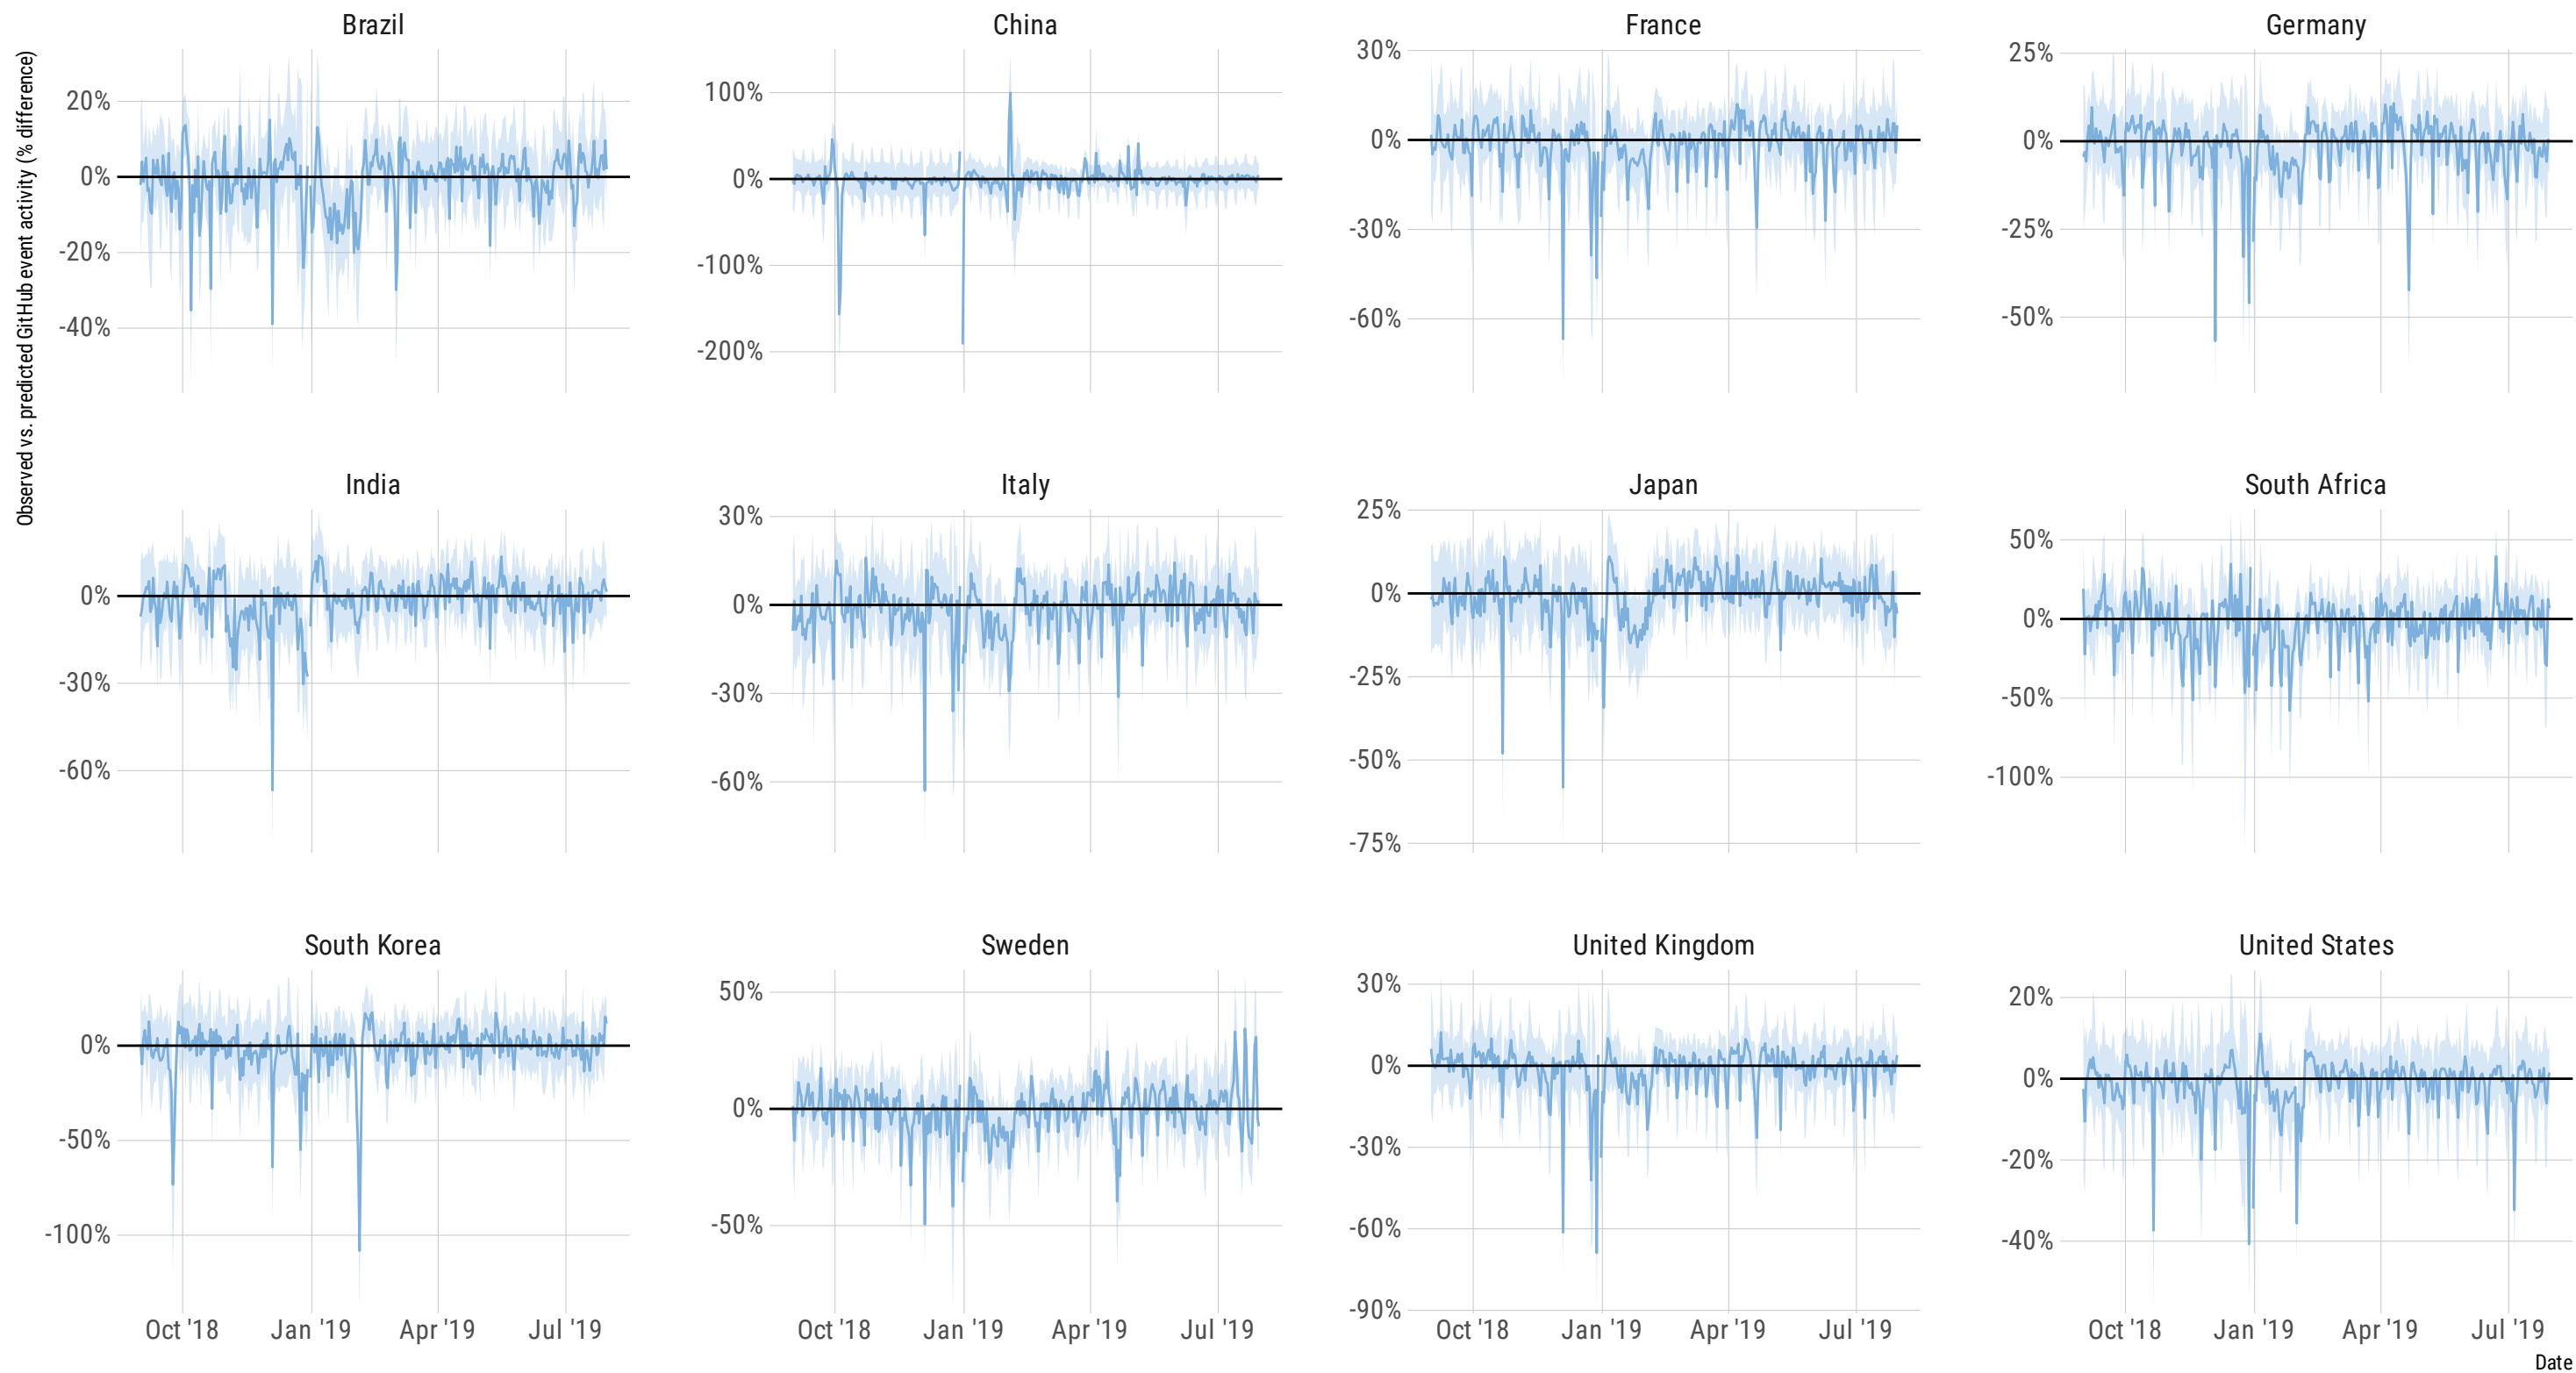 Observed vs. predicted GitHub event activity (% difference)
Brazil
20%
0%
-20%
-40%
China
100%
0%
-100%
-200%
France
30%
0%
-30%
-60%
Germany
25%
0%
-25%
-50%
India
0%
-30%
-60%
Italy
30%
0%
-30%
-60%
Japan
25%
0%
-25%
-50%
-75%
South Africa
50%
0%
-50%
-100%
South Korea
0%
-50%
-100%
Oct '18 Jan '19 Apr '19 Jul '19
Sweden
50%
0%
-50%
Oct '18 Jan '19 Apr '19 Jul '19
United Kingdom
30%
0%
-30%
-60%
-90%
Oct '18 Jan '19 Apr '19 Jul '19
United States
20%
0%
-20%
-40%
Oct '18 Jan '19 Apr '19 Jul '19
Date